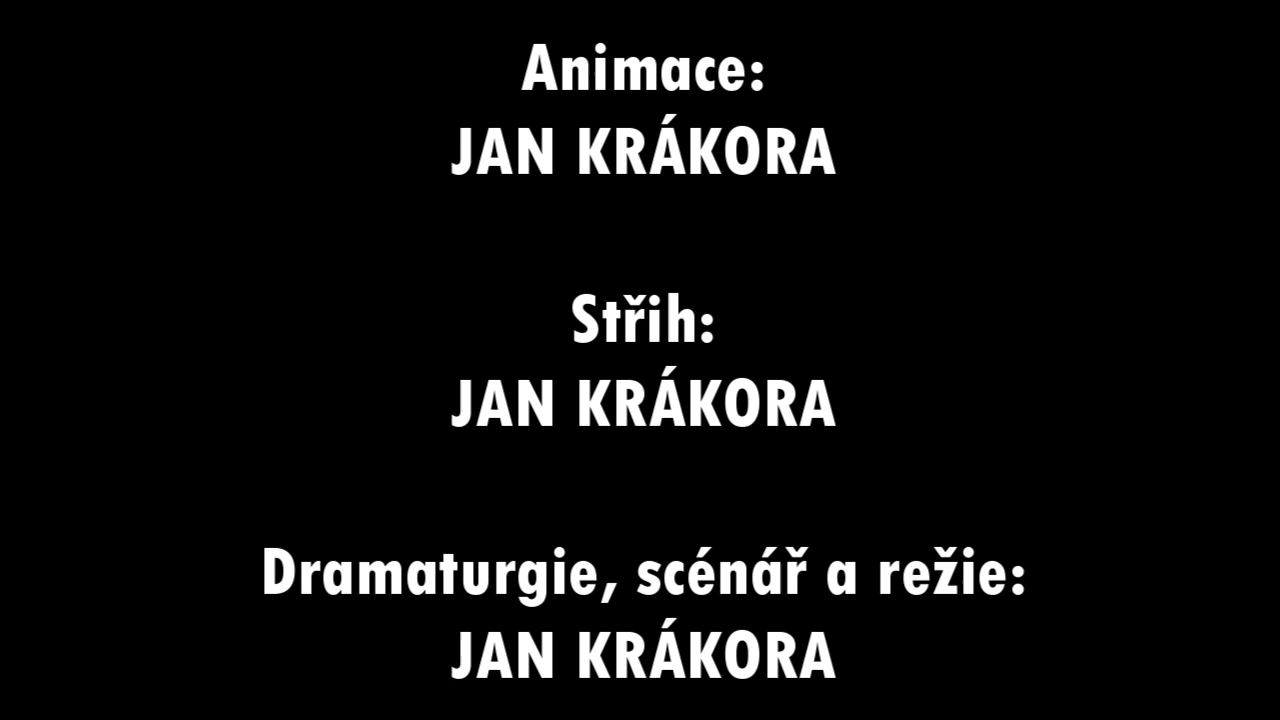 Animace:
JAN KRÁKORA
Střih:
JAN KRÁKORA
Dramaturgie, scénář a režie:
JAN KRÁKORA